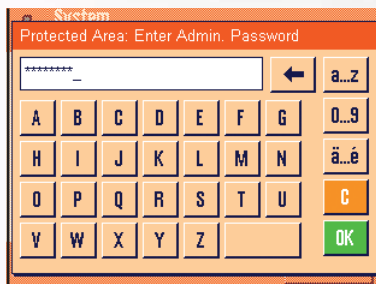 System
Protected Area: Enter Admin. Password
********_
a...z
A B C D E F G 0...9
H I J K L M N ä...é
O P Q R S T U C
V W X Y Z OK